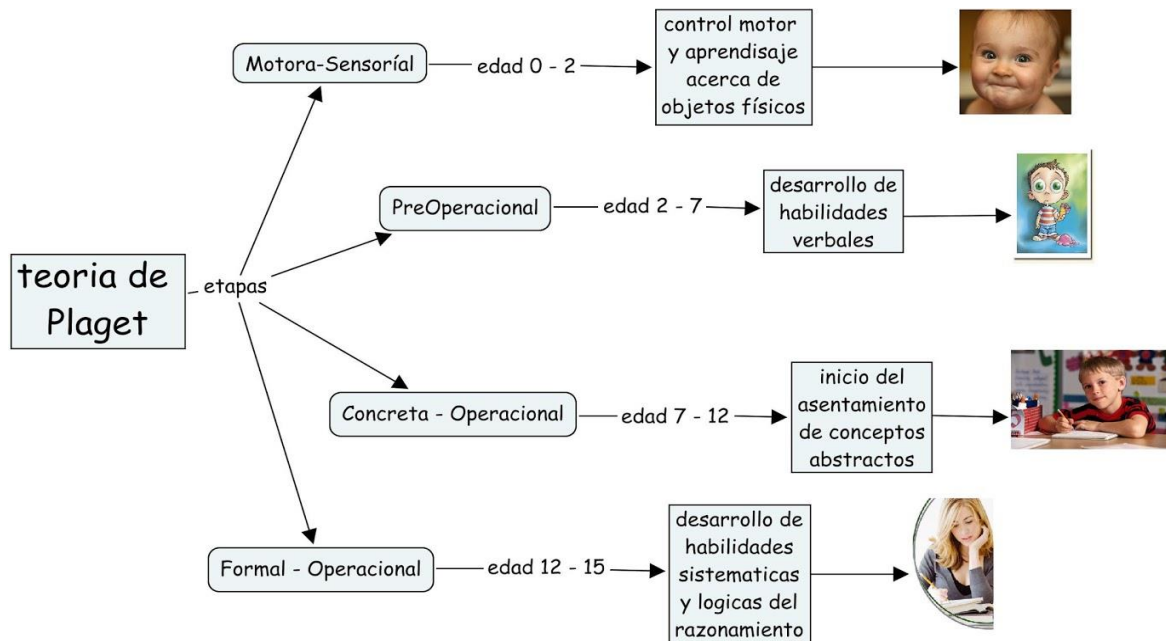 teoria de
Plaget
etapas
Motora-Sensoríal
edad 0 - 2
control motor
y aprendisaje
acerca de
objetos físicos
PreOperacional
edad 2 - 7
desarrollo de
habilidades
verbales
Concreta - Operacional
edad 7 - 12
inicio del
asentamiento
de conceptos
abstractos
Formal - Operacional
edad 12 - 15
desarrollo de
habilidades
sistematicas
y logicas del
razonamiento